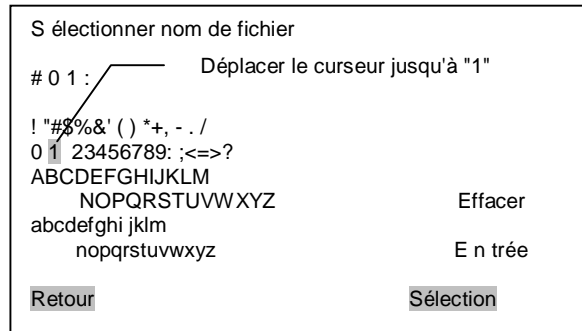 S électionner nom de fichier
Déplacer le curseur jusqu'à "1"
# 0 1 :
! "#$%&' ( ) *+, - . /
0 1 23456789: ;<=>?
ABCDEFGHIJKLM
NOPQRSTUVWXYZ Effacer
abcdefghi jklm
nopqrstuvwxyz E n trée
Retour Sélection